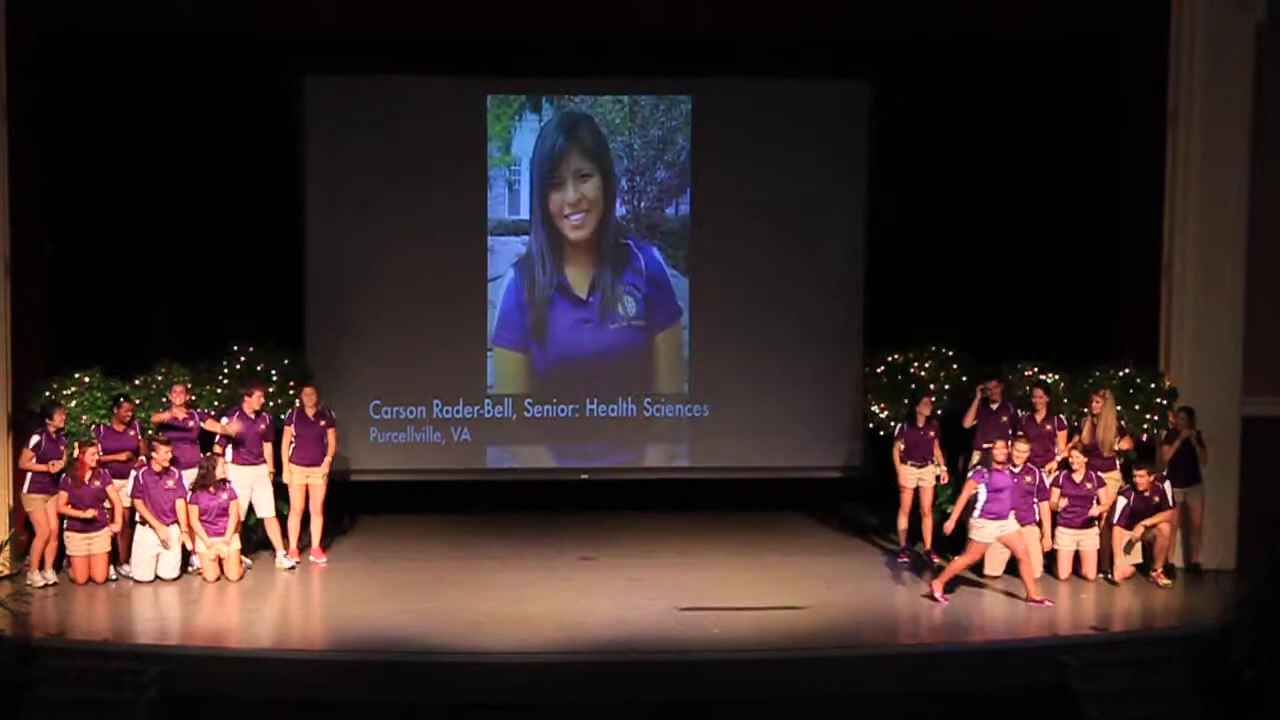 Carson Rader-Bell, Senior: Health Sciences
Purcellville, VA